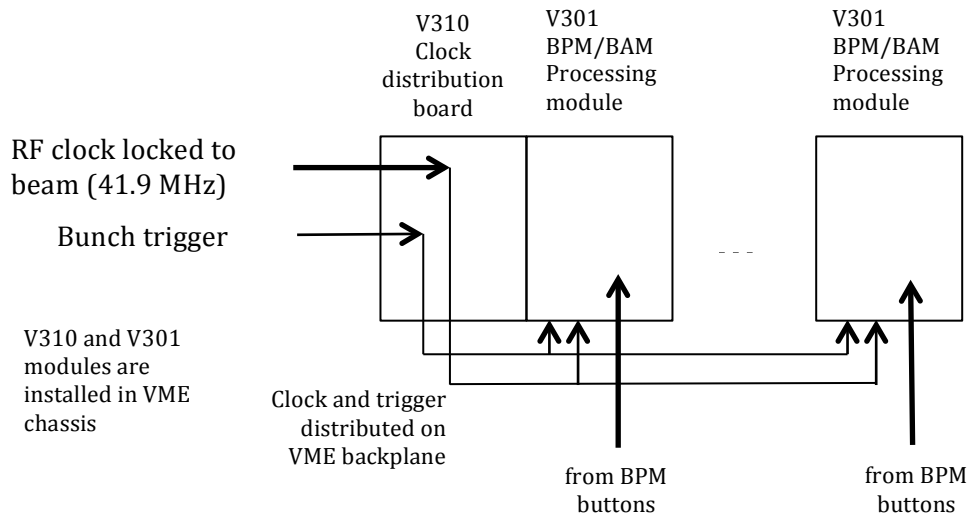 V310
Clock
distribution
board
V301
BPM/BAM
Processing
module
V301
BPM/BAM
Processing
module
RF clock locked to
beam (41.9 MHz)
Bunch trigger
- - -
V310 and V301
modules are
installed in VME
chassis
Clock and trigger
distributed on
VME backplane
from BPM
buttons
from BPM
buttons